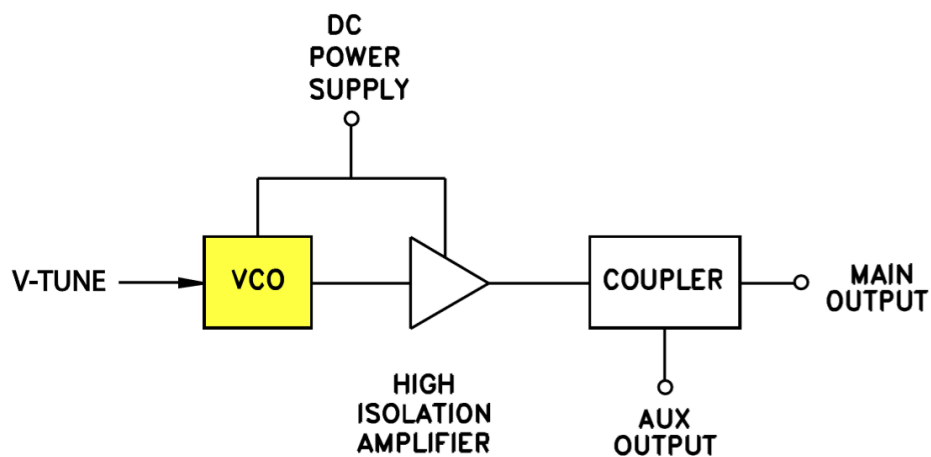 DC
POWER
SUPPLY
V-TUNE
VCO
COUPLER
MAIN
OUTPUT
HIGH
ISOLATION
AMPLIFIER
AUX
OUTPUT